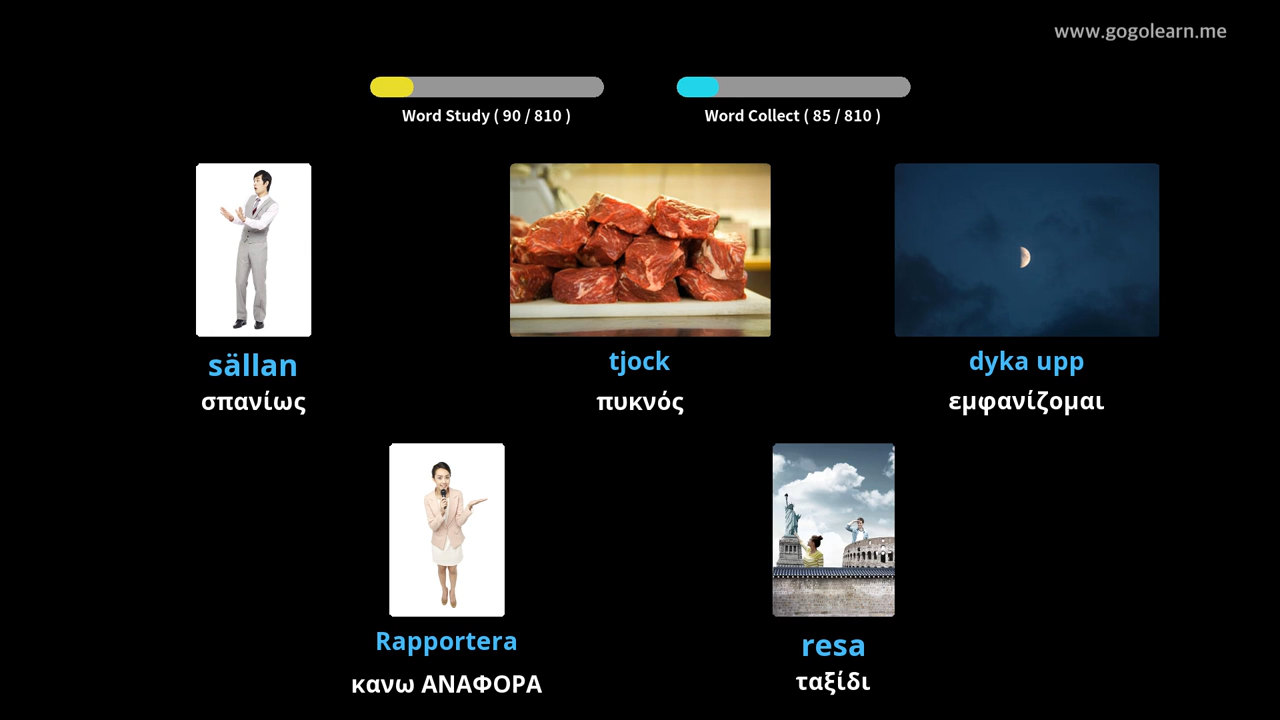 www.gogolearn.me
Word Study ( 90 / 810 )
Word Collect ( 85 / 810 )
sällan
σπανίως
tjock
πυκνός
dyka upp
εμφανίζομαι
Rapportera
κανω ΑΝΑΦΟΡΑ
resa
ταξίδι